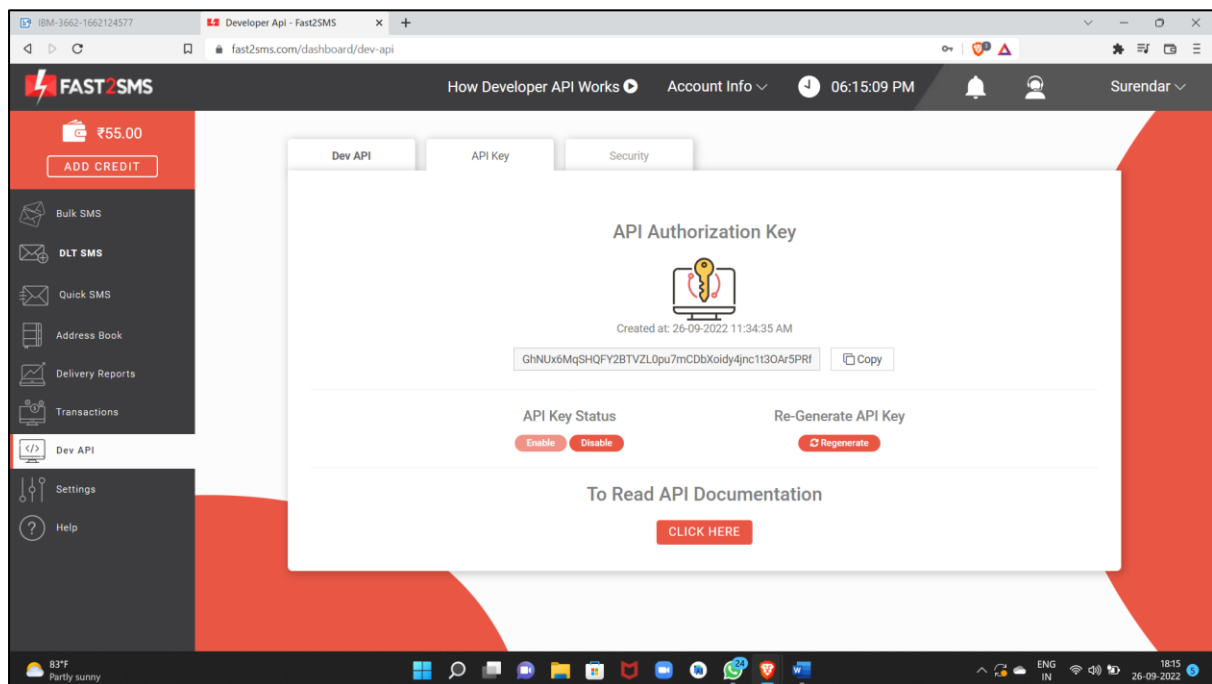 IBM-3662-1662124577
Developer Api - Fast2SMS
fast2sms.com/dashboard/dev-api
FAST2SMS
How Developer API Works
Account Info
06:15:09 PM
Surendar
₹55.00
ADD CREDIT
Bulk SMS
DLT SMS
Quick SMS
Address Book
Delivery Reports
Transactions
Dev API
Settings
Help
Dev API
API Key
Security
API Authorization Key
Created at: 26-09-2022 11:34:35 AM
GhNUx6MqSHQFY2BTVZL0pu7mCDbXoidy4jnc1t3OAr5PRf
Copy
API Key Status
Re-Generate API Key
Enable
Disable
Regenerate
To Read API Documentation
CLICK HERE
83°F
Partly sunny
24
ENG
IN
18:15
26-09-2022
5